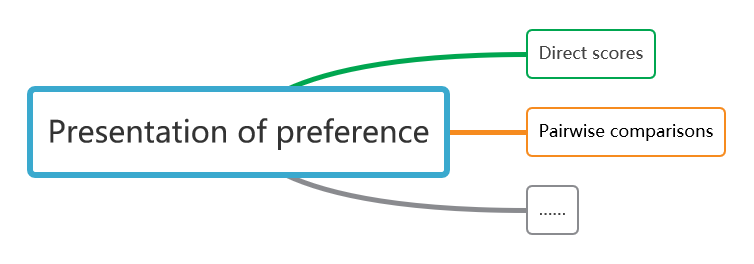 Direct scores
Presentation of preference
Pairwise comparisons
......